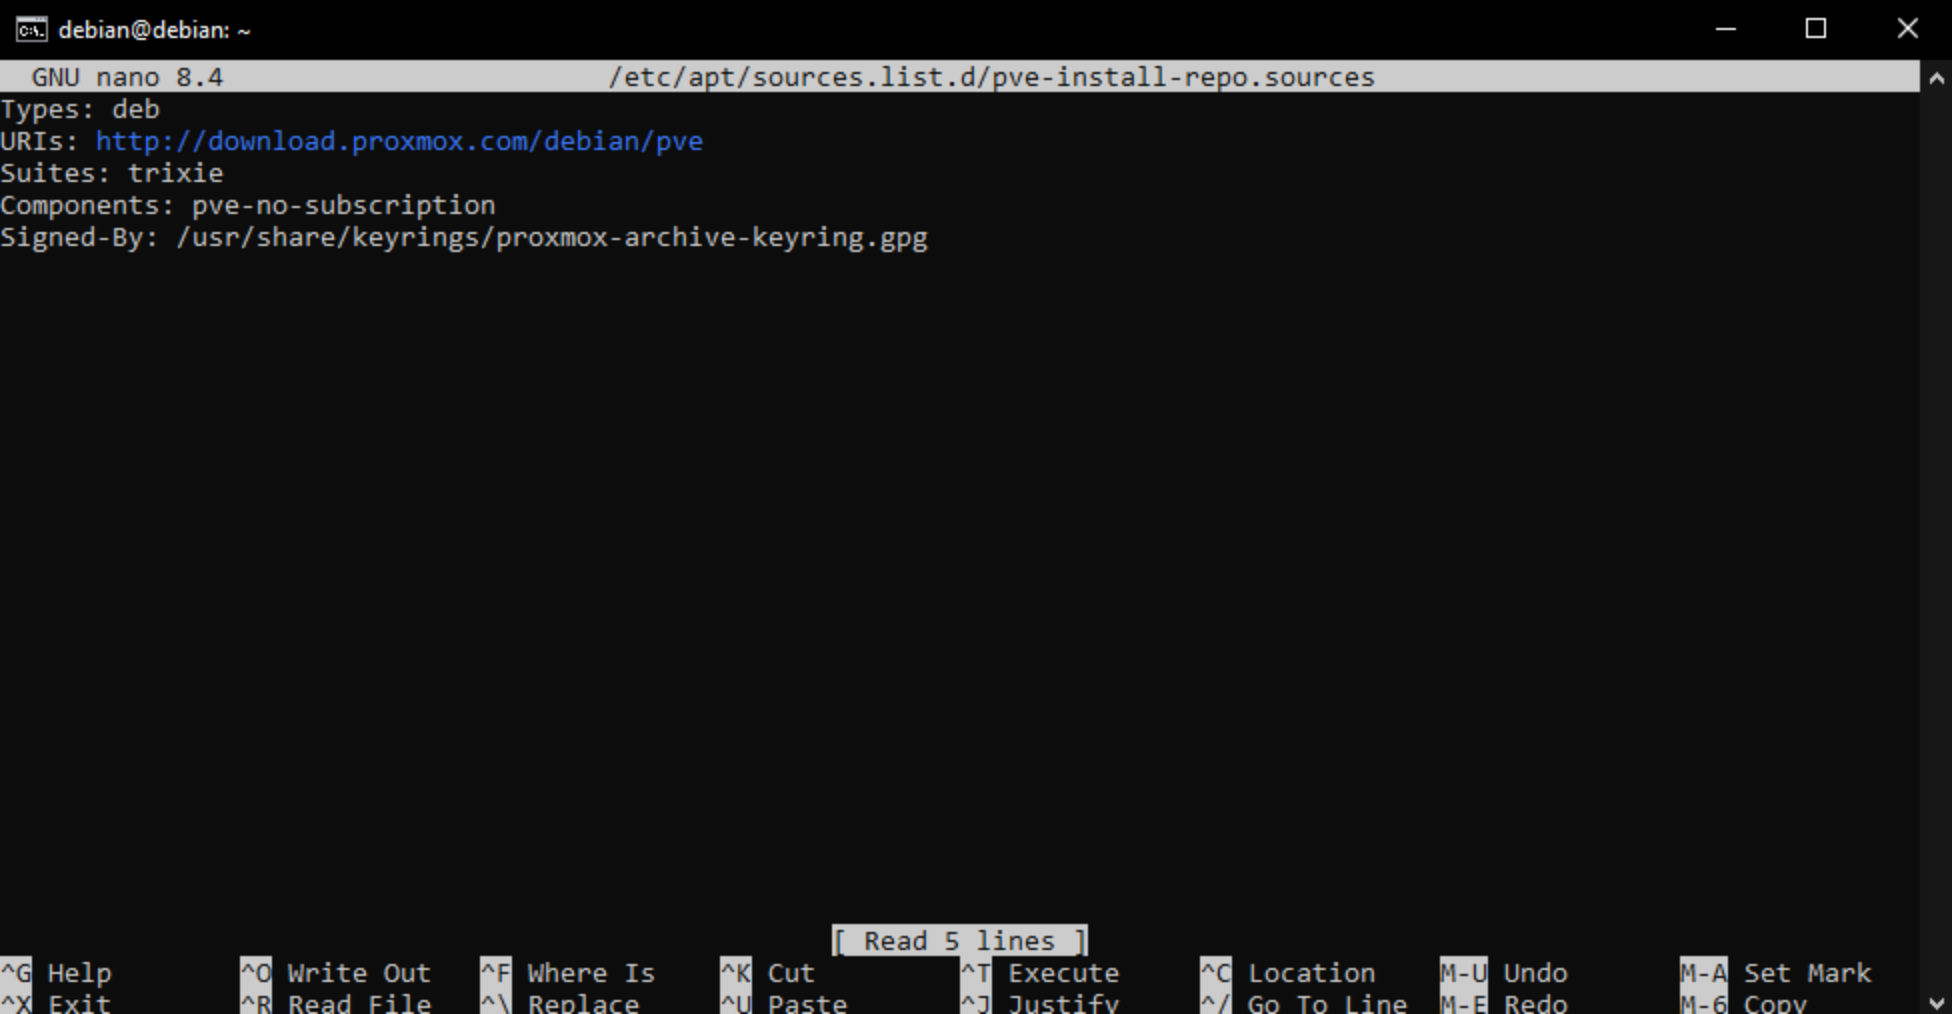 debian@debian: ~
GNU nano 8.4 /etc/apt/sources.list.d/pve-install-repo.sources
Types: deb
URIs: http://download.proxmox.com/debian/pve
Suites: trixie
Components: pve-no-subscription
Signed-By: /usr/share/keyrings/proxmox-archive-keyring.gpg
[ Read 5 lines ]
^G Help ^O Write Out ^F Where Is ^K Cut ^T Execute ^C Location M-U Undo M-A Set Mark
^X Exit ^R Read File ^\ Replace ^U Paste ^J Justify ^/ Go To Line M-E Redo M-6 Copy